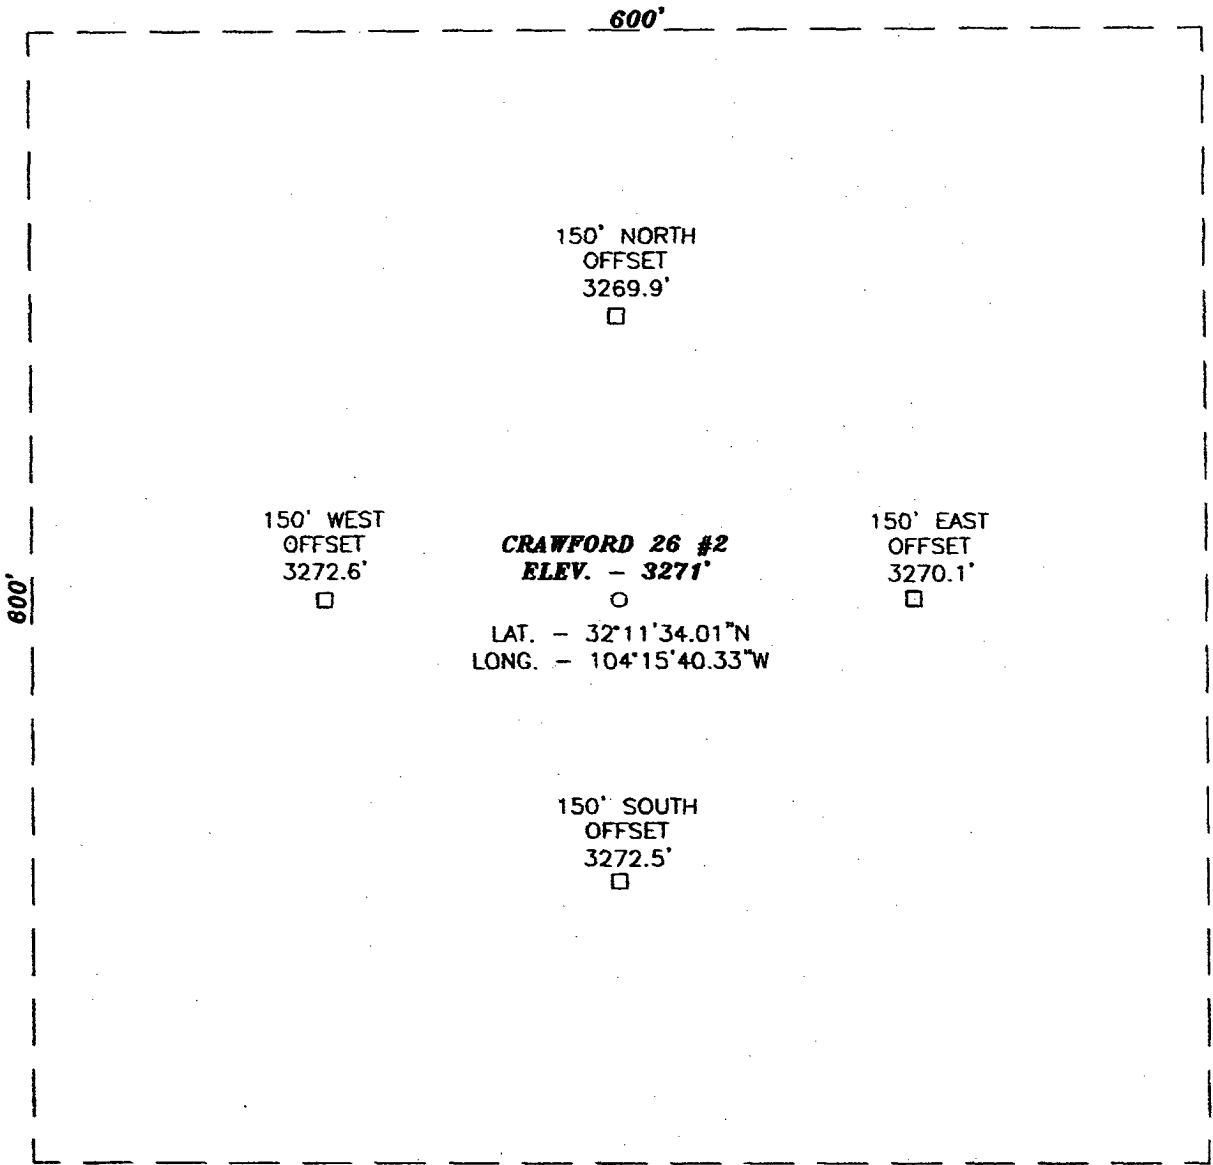 600'
150' NORTH
OFFSET
3269.9'
150' WEST
OFFSET
3272.6'
CRAWFORD 26 #2
ELEV. - 3271'
150' EAST
OFFSET
3270.1'
600'
LAT. - 32°11'34.01"N
LONG. - 104°15'40.33"W
150' SOUTH
OFFSET
3272.5'